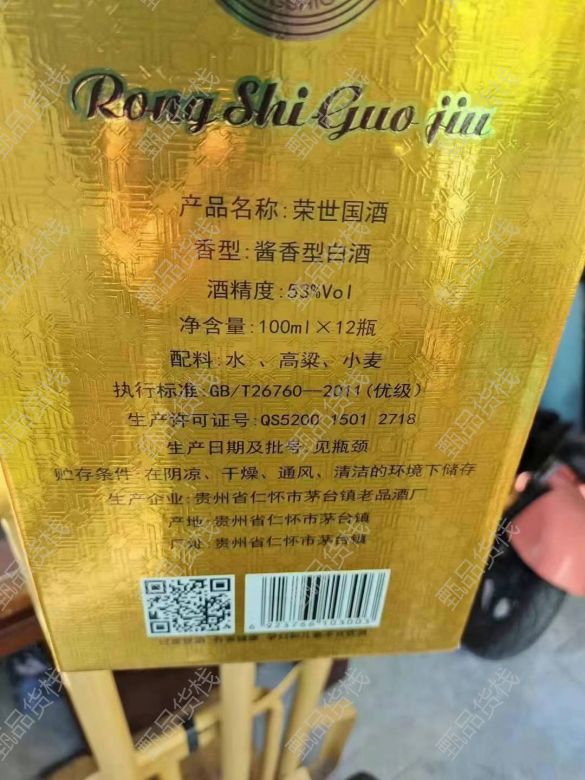 Rong Shi Guo jiu
产品名称:荣世国酒
香型:酱香型白酒
酒精度:53%Vol
净含量:100ml×12瓶
配料:水、高粱、小麦
执行标准:GB/T26760—2011(优级)
生产许可证号:QS5200 1501 2718
生产日期及批号:见瓶颈
贮存条件:在阴凉、干燥、通风、清洁的环境下储存
生产企业:贵州省仁怀市茅台镇老品酒厂
产地:贵州省仁怀市茅台镇
厂址:贵州省仁怀市茅台镇
6 923766 103003
甄品货栈